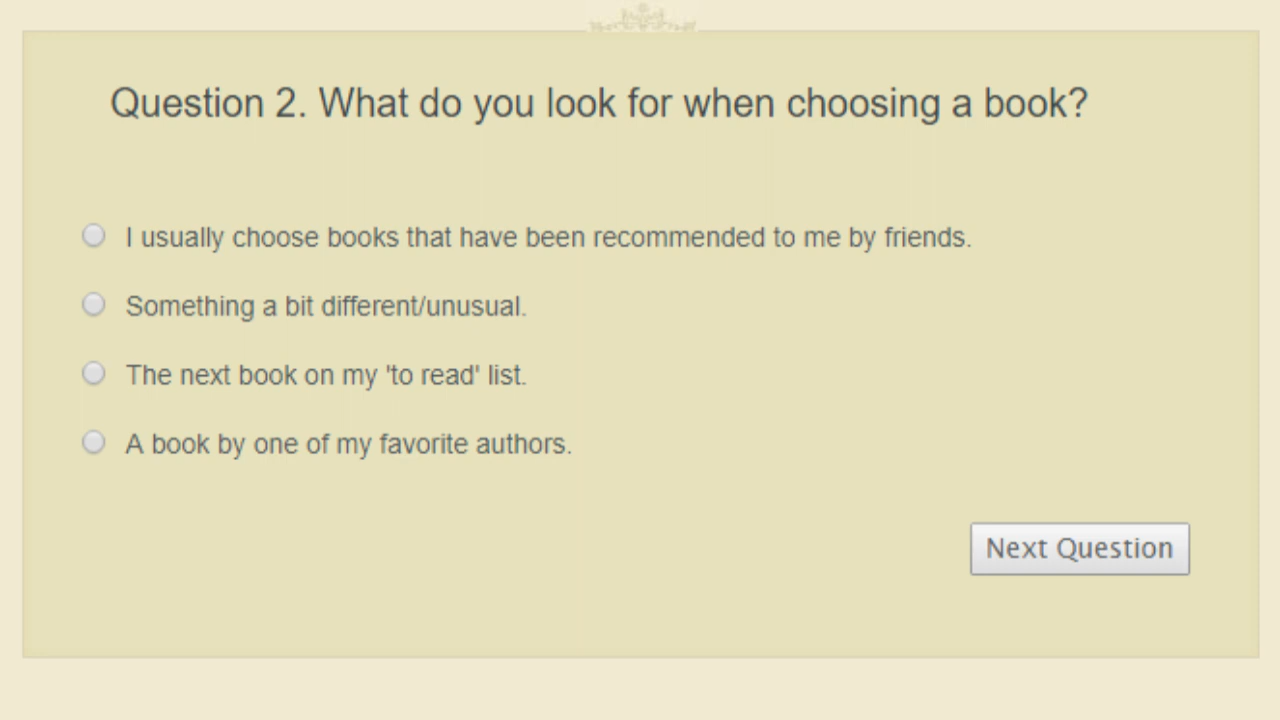 Question 2. What do you look for when choosing a book?
I usually choose books that have been recommended to me by friends.
Something a bit different/unusual.
The next book on my 'to read' list.
A book by one of my favorite authors.
Next Question